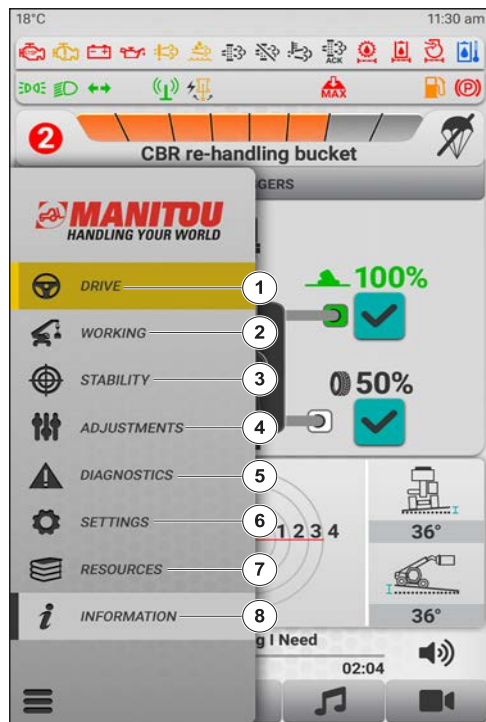 18°C 11:30 am
ACK
MAX
(P)
2
CBR re-handling bucket
GGERS
MANITOU
HANDLING YOUR WORLD
DRIVE 1
100%
WORKING 2
STABILITY 3
50%
ADJUSTMENTS 4
DIAGNOSTICS 5
SETTINGS 6
1 2 3 4
36°
RESOURCES 7
INFORMATION 8
36°
g I Need
02:04